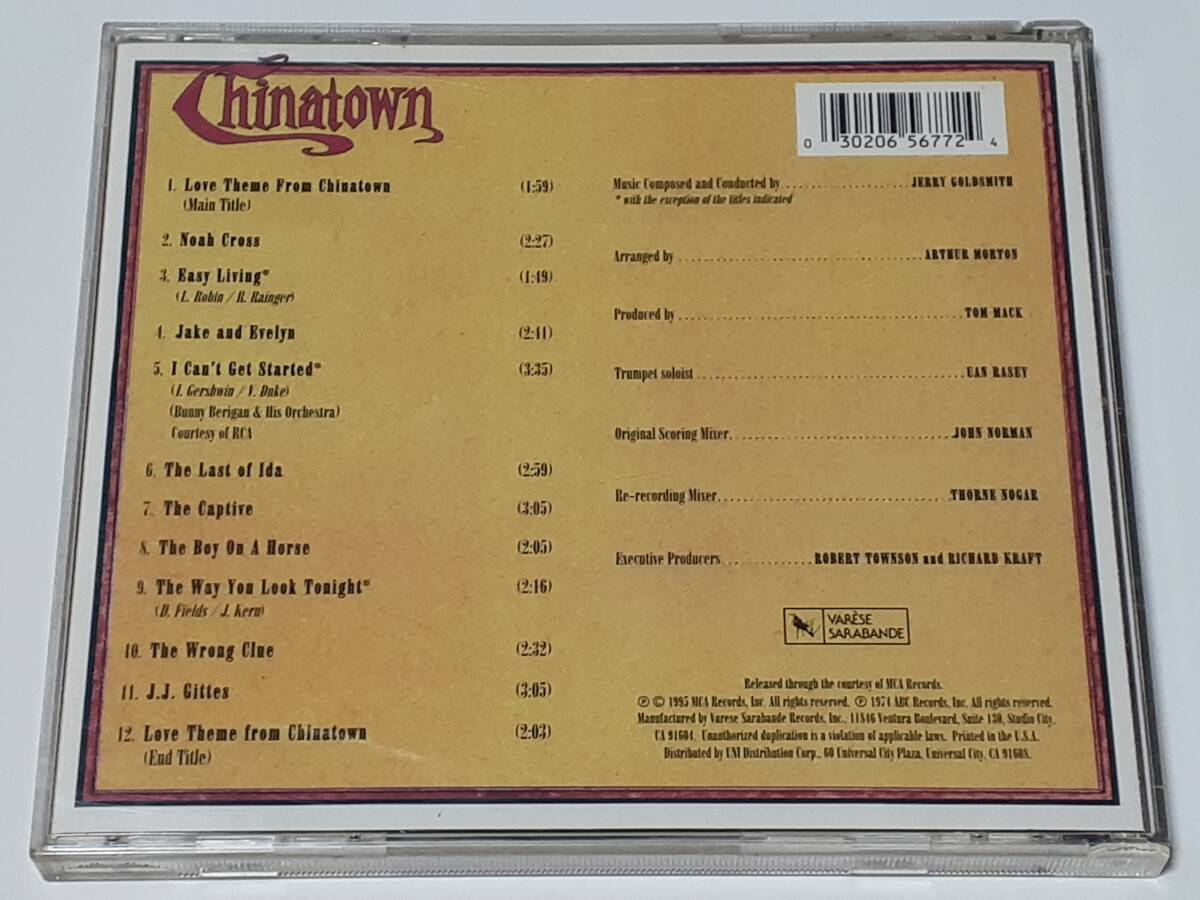 Chinatown
0 30206 56772 4
1. Love Theme From Chinatown (1:59)
(Main Title)
2. Noah Cross (2:27)
3. Easy Living* (1:49)
(L. Robin / R. Rainger)
4. Jake and Evelyn (2:41)
5. I Can't Get Started* (3:35)
(I. Gershwin / V. Duke)
(Bunny Berigan & His Orchestra)
Courtesy of RCA
6. The Last of Ida (2:59)
7. The Captive (3:05)
8. The Boy On A Horse (2:05)
9. The Way You Look Tonight* (2:16)
(D. Fields / J. Kern)
10. The Wrong Clue (2:32)
11. J.J. Gittes (3:05)
12. Love Theme from Chinatown (2:03)
(End Title)
Music Composed and Conducted by JERRY GOLDSMITH
* with the exception of the titles indicated
Arranged by ARTHUR MORTON
Produced by TOM MACK
Trumpet soloist UAN RASEY
Original Scoring Mixer JOHN NORMAN
Re-recording Mixer THORNE NOGAR
Executive Producers ROBERT TOWNSON and RICHARD KRAFT
VARÈSE
SARABANDE
Released through the courtesy of MCA Records.
℗ © 1995 MCA Records, Inc. All rights reserved. ℗ 1974 ABC Records, Inc. All rights reserved.
Manufactured by Varese Sarabande Records, Inc., 11846 Ventura Boulevard, Suite 130, Studio City,
CA 91604. Unauthorized duplication is a violation of applicable laws. Printed in the U.S.A.
Distributed by UNI Distribution Corp., 60 Universal City Plaza, Universal City, CA 91608.